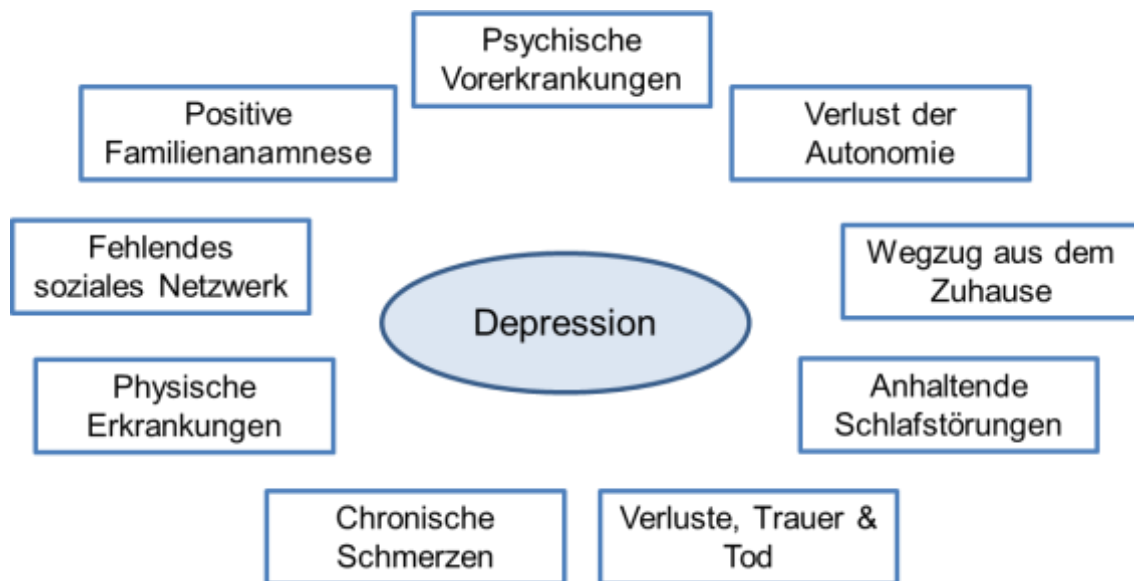 Psychische
Vorerkrankungen
Positive
Familienanamnese
Verlust der
Autonomie
Fehlendes
soziales Netzwerk
Wegzug aus dem
Zuhause
Depression
Physische
Erkrankungen
Anhaltende
Schlafstörungen
Chronische
Schmerzen
Verluste, Trauer &
Tod